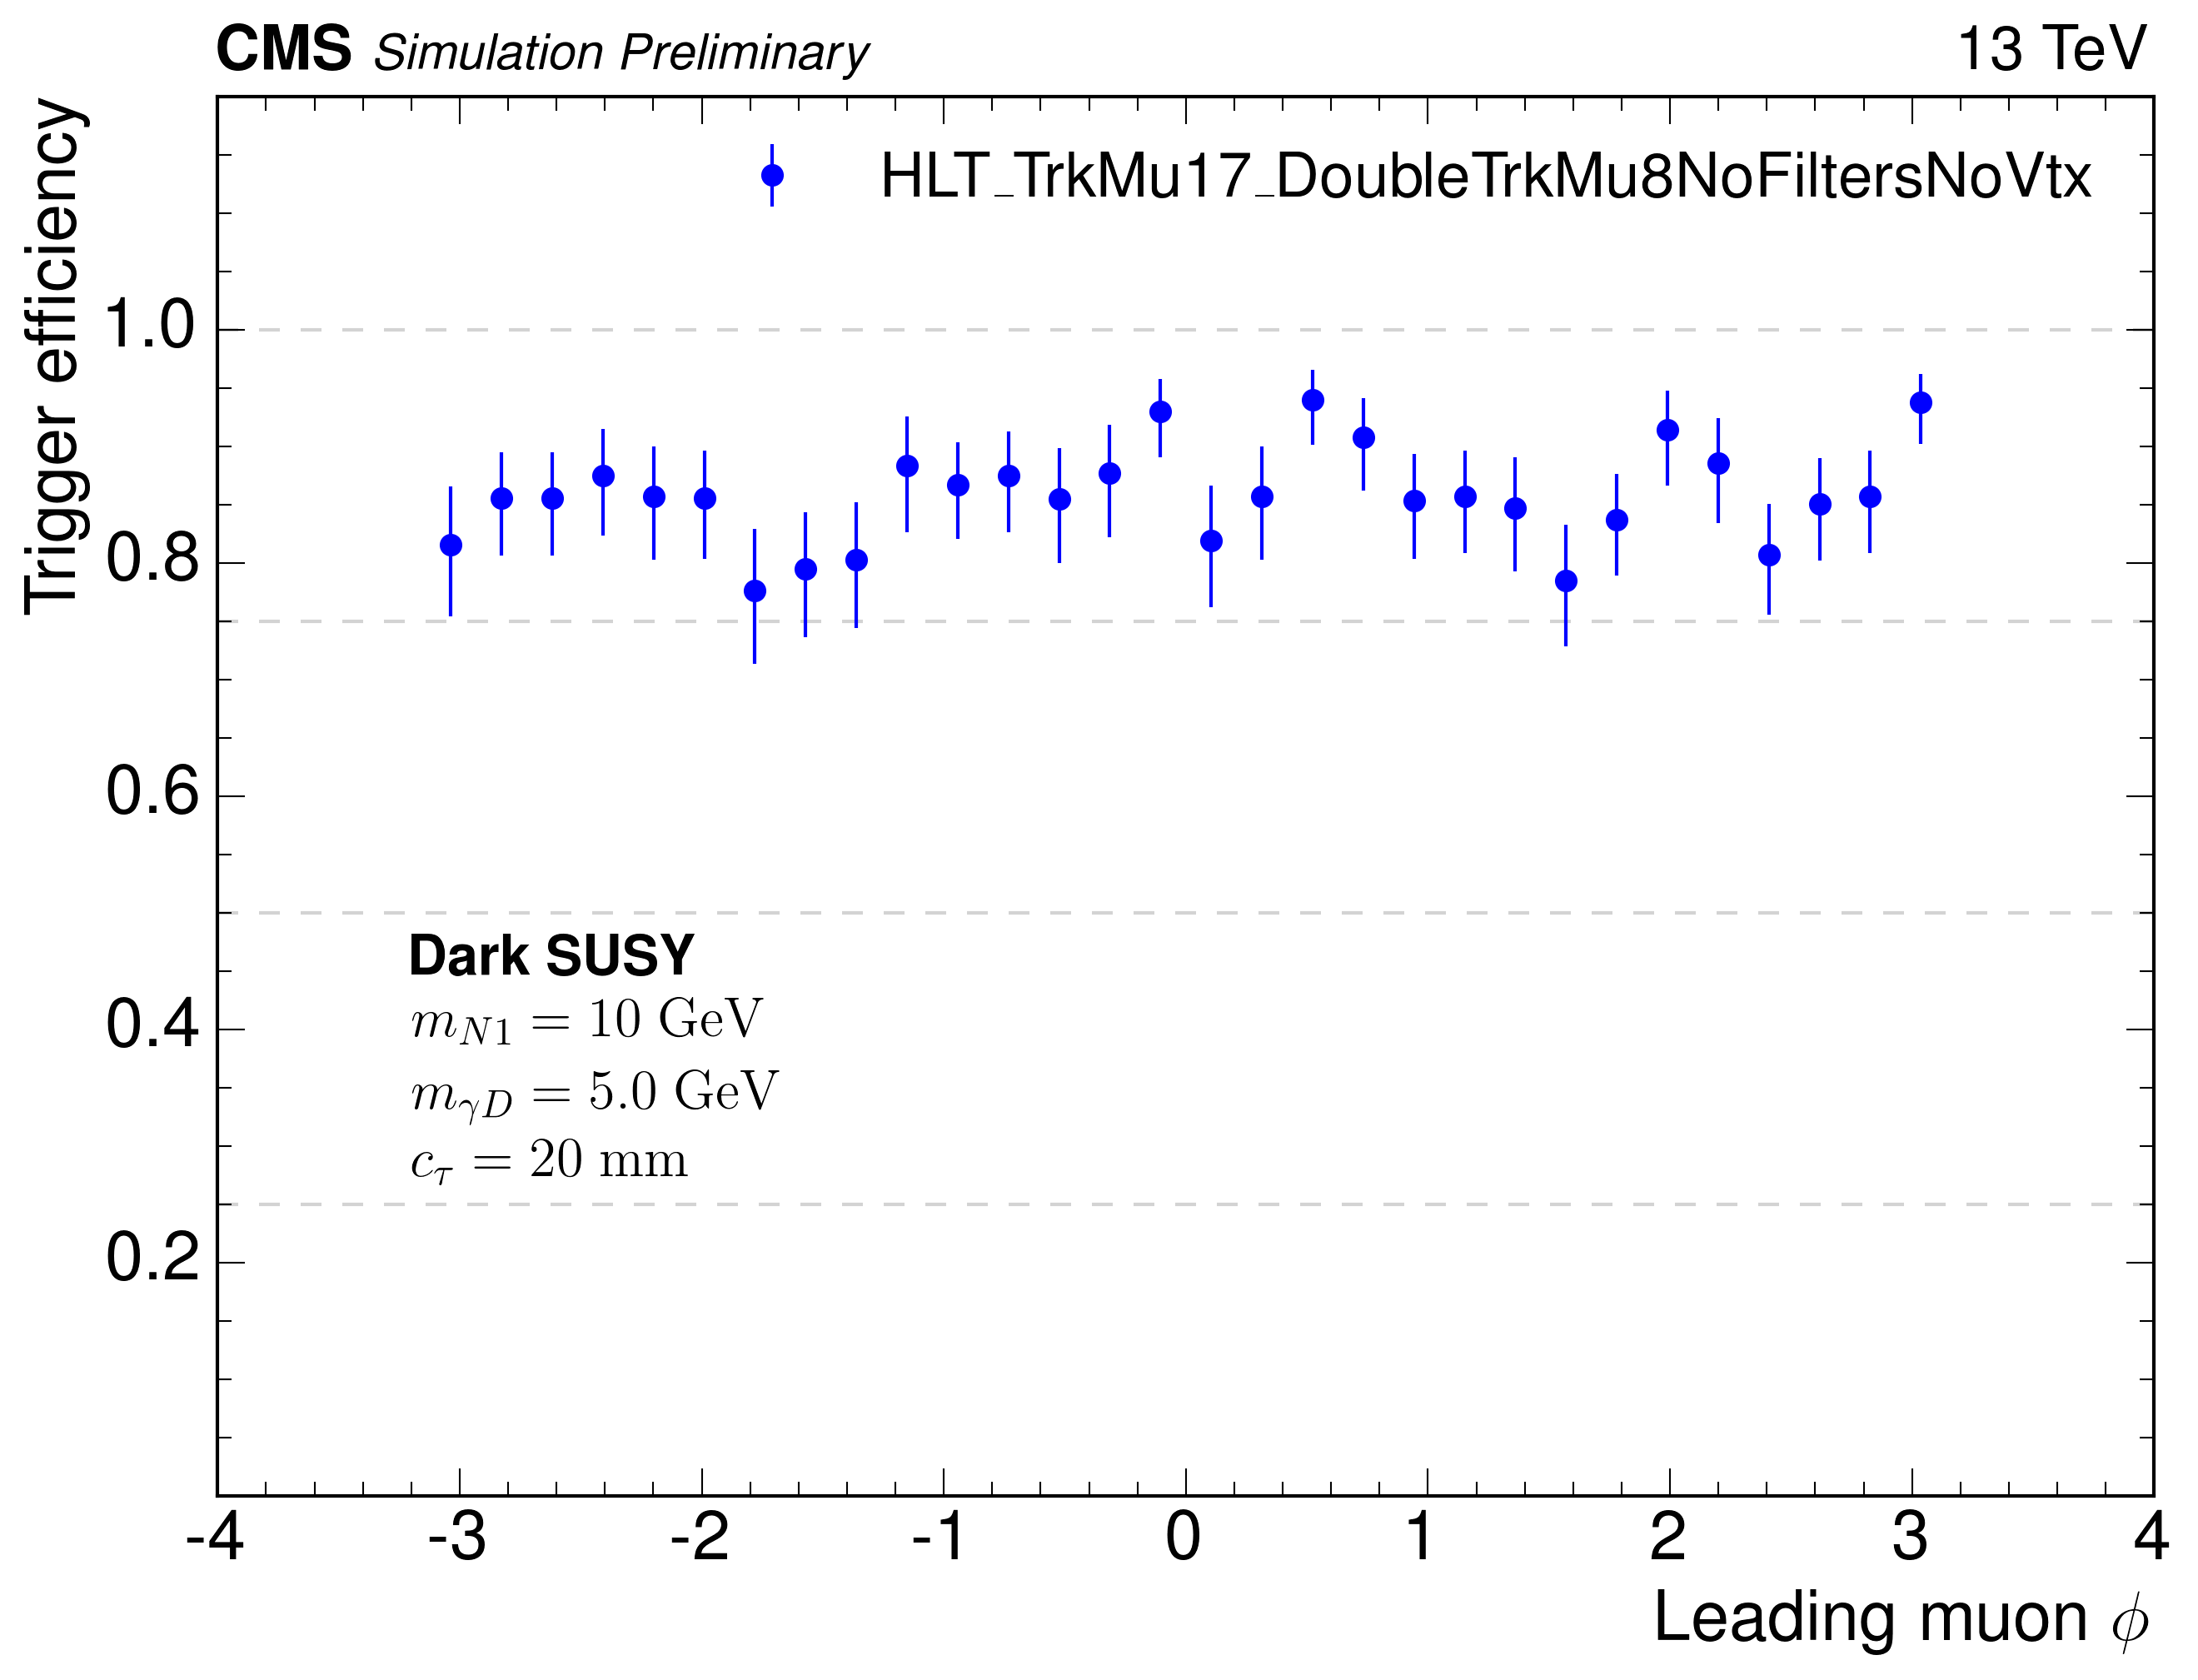 CMS Simulation Preliminary 13 TeV
Trigger efficiency
HLT_TrkMu17_DoubleTrkMu8NoFiltersNoVtx
1.0
0.8
0.6
0.4
0.2
Dark SUSY
m_{N1} = 10 GeV
m_{γD} = 5.0 GeV
c_τ = 20 mm
-4 -3 -2 -1 0 1 2 3 4
Leading muon ϕ